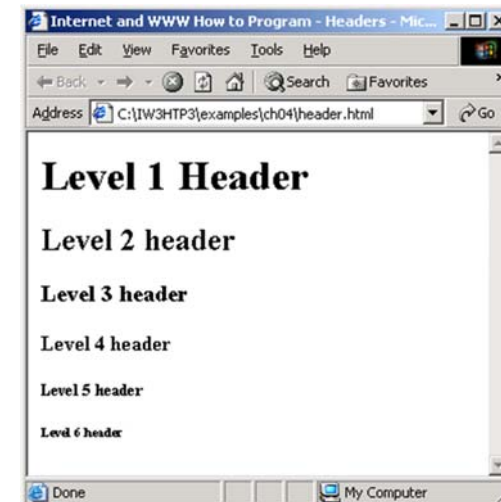 Internet and WWW How to Program - Headers - Mic...
File Edit View Favorites Tools Help
Back Search Favorites »
Address C:\IW3HTP3\examples\ch04\header.html Go
Level 1 Header
Level 2 header
Level 3 header
Level 4 header
Level 5 header
Level 6 header
Done My Computer